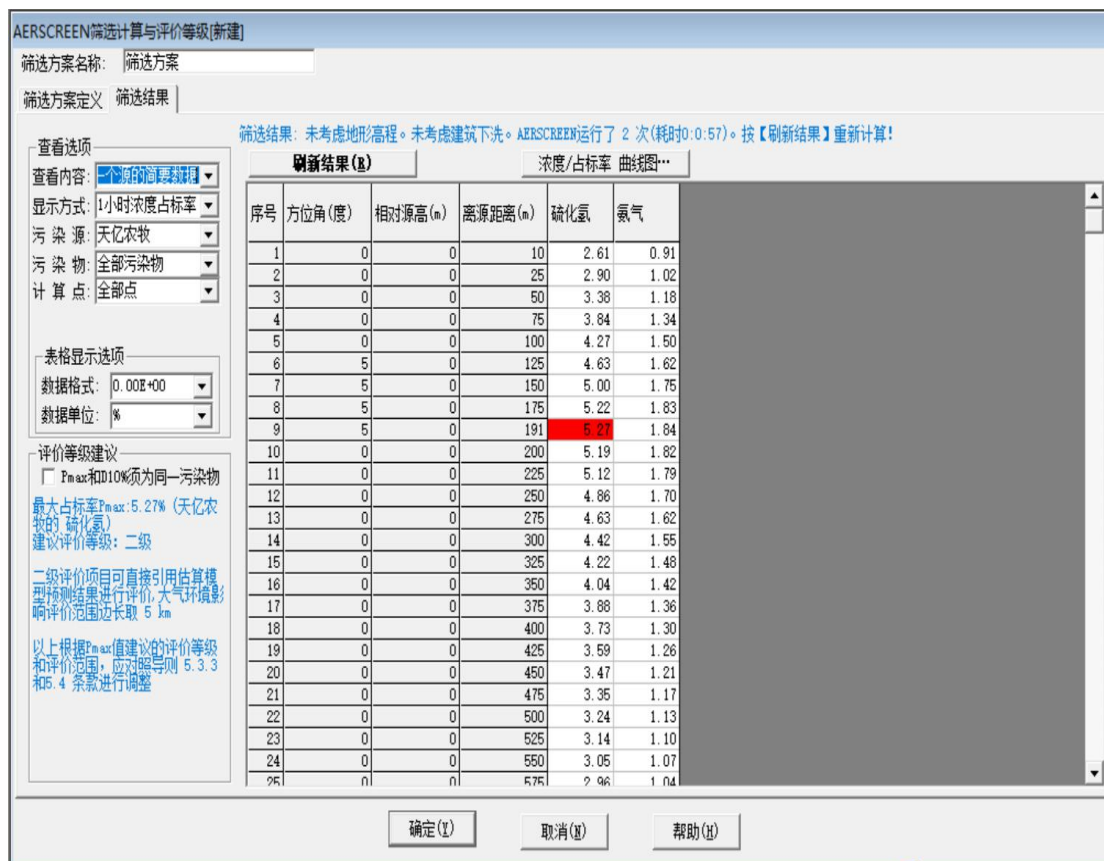 AERSCREEN筛选计算与评价等级[新建]
筛选方案名称: 筛选方案
筛选方案定义 筛选结果
筛选结果: 未考虑地形高程。未考虑建筑下洗。AERSCREEN运行了 2 次(耗时0:0:57)。按【刷新结果】重新计算!
刷新结果(R) 浓度/占标率 曲线图…
查看选项
查看内容: 一个源的简要数据
显示方式: 1小时浓度占标率
污 染 源: 天亿农牧
污 染 物: 全部污染物
计 算 点: 全部点
表格显示选项
数据格式: 0.00E+00
数据单位: %
评价等级建议
Pmax和D10%须为同一污染物
最大占标率Pmax:5.27% (天亿农
牧的 硫化氢)
建议评价等级: 二级
二级评价项目可直接引用估算模
型预测结果进行评价,大气环境影
响评价范围边长取 5 km
以上根据Pmax值建议的评价等级
和评价范围, 应对照导则 5.3.3
和5.4 条款进行调整
序号 方位角(度) 相对源高(m) 离源距离(m) 硫化氢 氨气
1 0 0 10 2.61 0.91
2 0 0 25 2.90 1.02
3 0 0 50 3.38 1.18
4 0 0 75 3.84 1.34
5 0 0 100 4.27 1.50
6 5 0 125 4.63 1.62
7 5 0 150 5.00 1.75
8 5 0 175 5.22 1.83
9 5 0 191 5.27 1.84
10 0 0 200 5.19 1.82
11 0 0 225 5.12 1.79
12 0 0 250 4.86 1.70
13 0 0 275 4.63 1.62
14 0 0 300 4.42 1.55
15 0 0 325 4.22 1.48
16 0 0 350 4.04 1.42
17 0 0 375 3.88 1.36
18 0 0 400 3.73 1.30
19 0 0 425 3.59 1.26
20 0 0 450 3.47 1.21
21 0 0 475 3.35 1.17
22 0 0 500 3.24 1.13
23 0 0 525 3.14 1.10
24 0 0 550 3.05 1.07
25 0 0 575 2.96 1.04
确定(Y) 取消(N) 帮助(H)